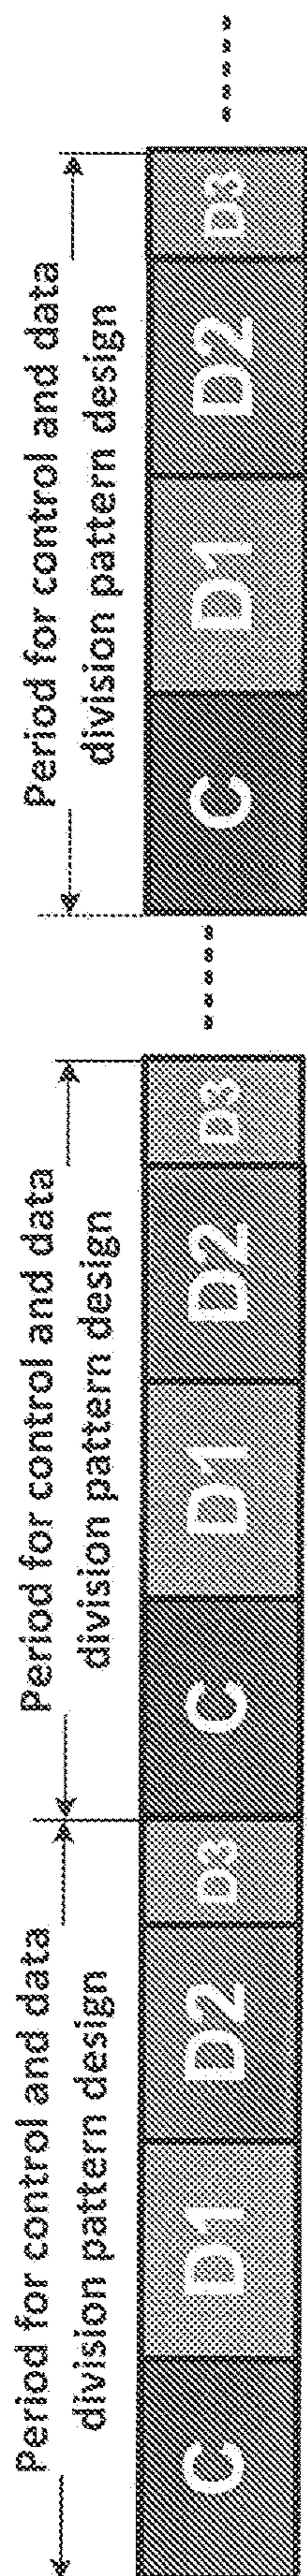 Period for control and data
division pattern design
C D1 D2 D3
Period for control and data
division pattern design
C D1 D2 D3
Period for control and data
division pattern design
C D1 D2 D3